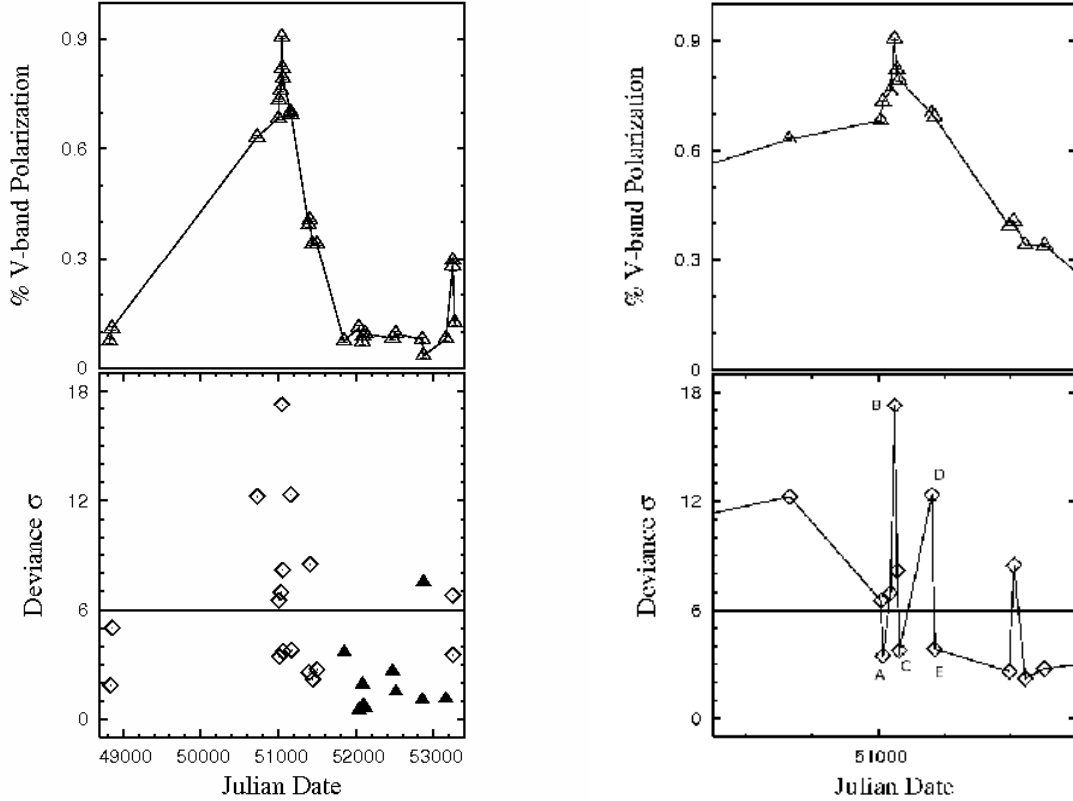 0.9
0.6
0.3
0
% V-band Polarization
18
12
6
0
Deviance σ
49000 50000 51000 52000 53000
Julian Date
0.9
0.6
0.3
0
% V-band Polarization
18
12
6
0
Deviance σ
B
D
A
C
E
51000
Julian Date